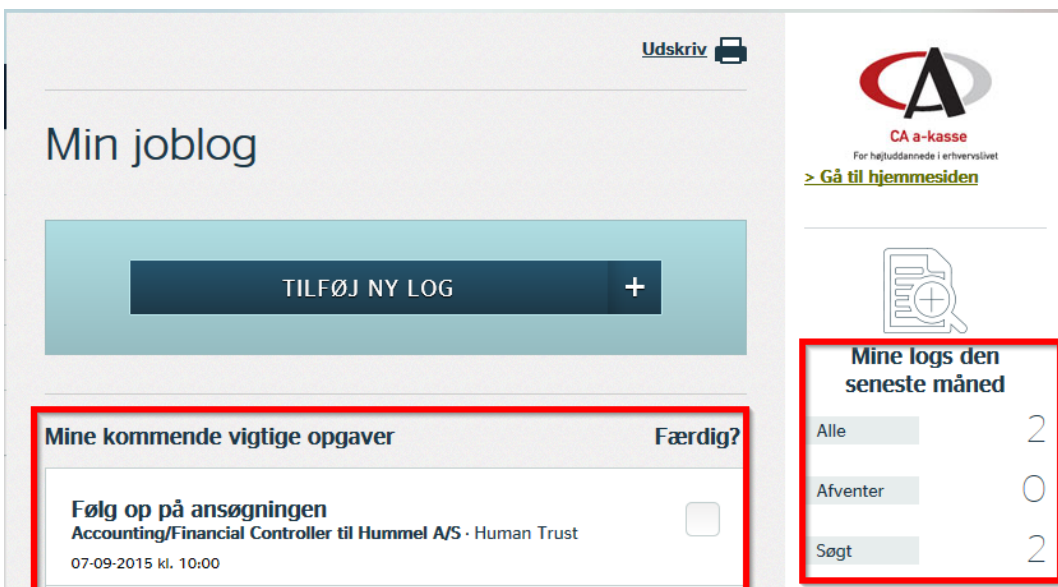 Udskriv
Min joblog
TILFØJ NY LOG +
Mine kommende vigtige opgaver Færdig?
Følg op på ansøgningen
Accounting/Financial Controller til Hummel A/S · Human Trust
07-09-2015 kl. 10:00
CA
CA a-kasse
For højtuddannede i erhvervslivet
> Gå til hjemmesiden
Mine logs den
seneste måned
Alle 2
Afventer 0
Søgt 2